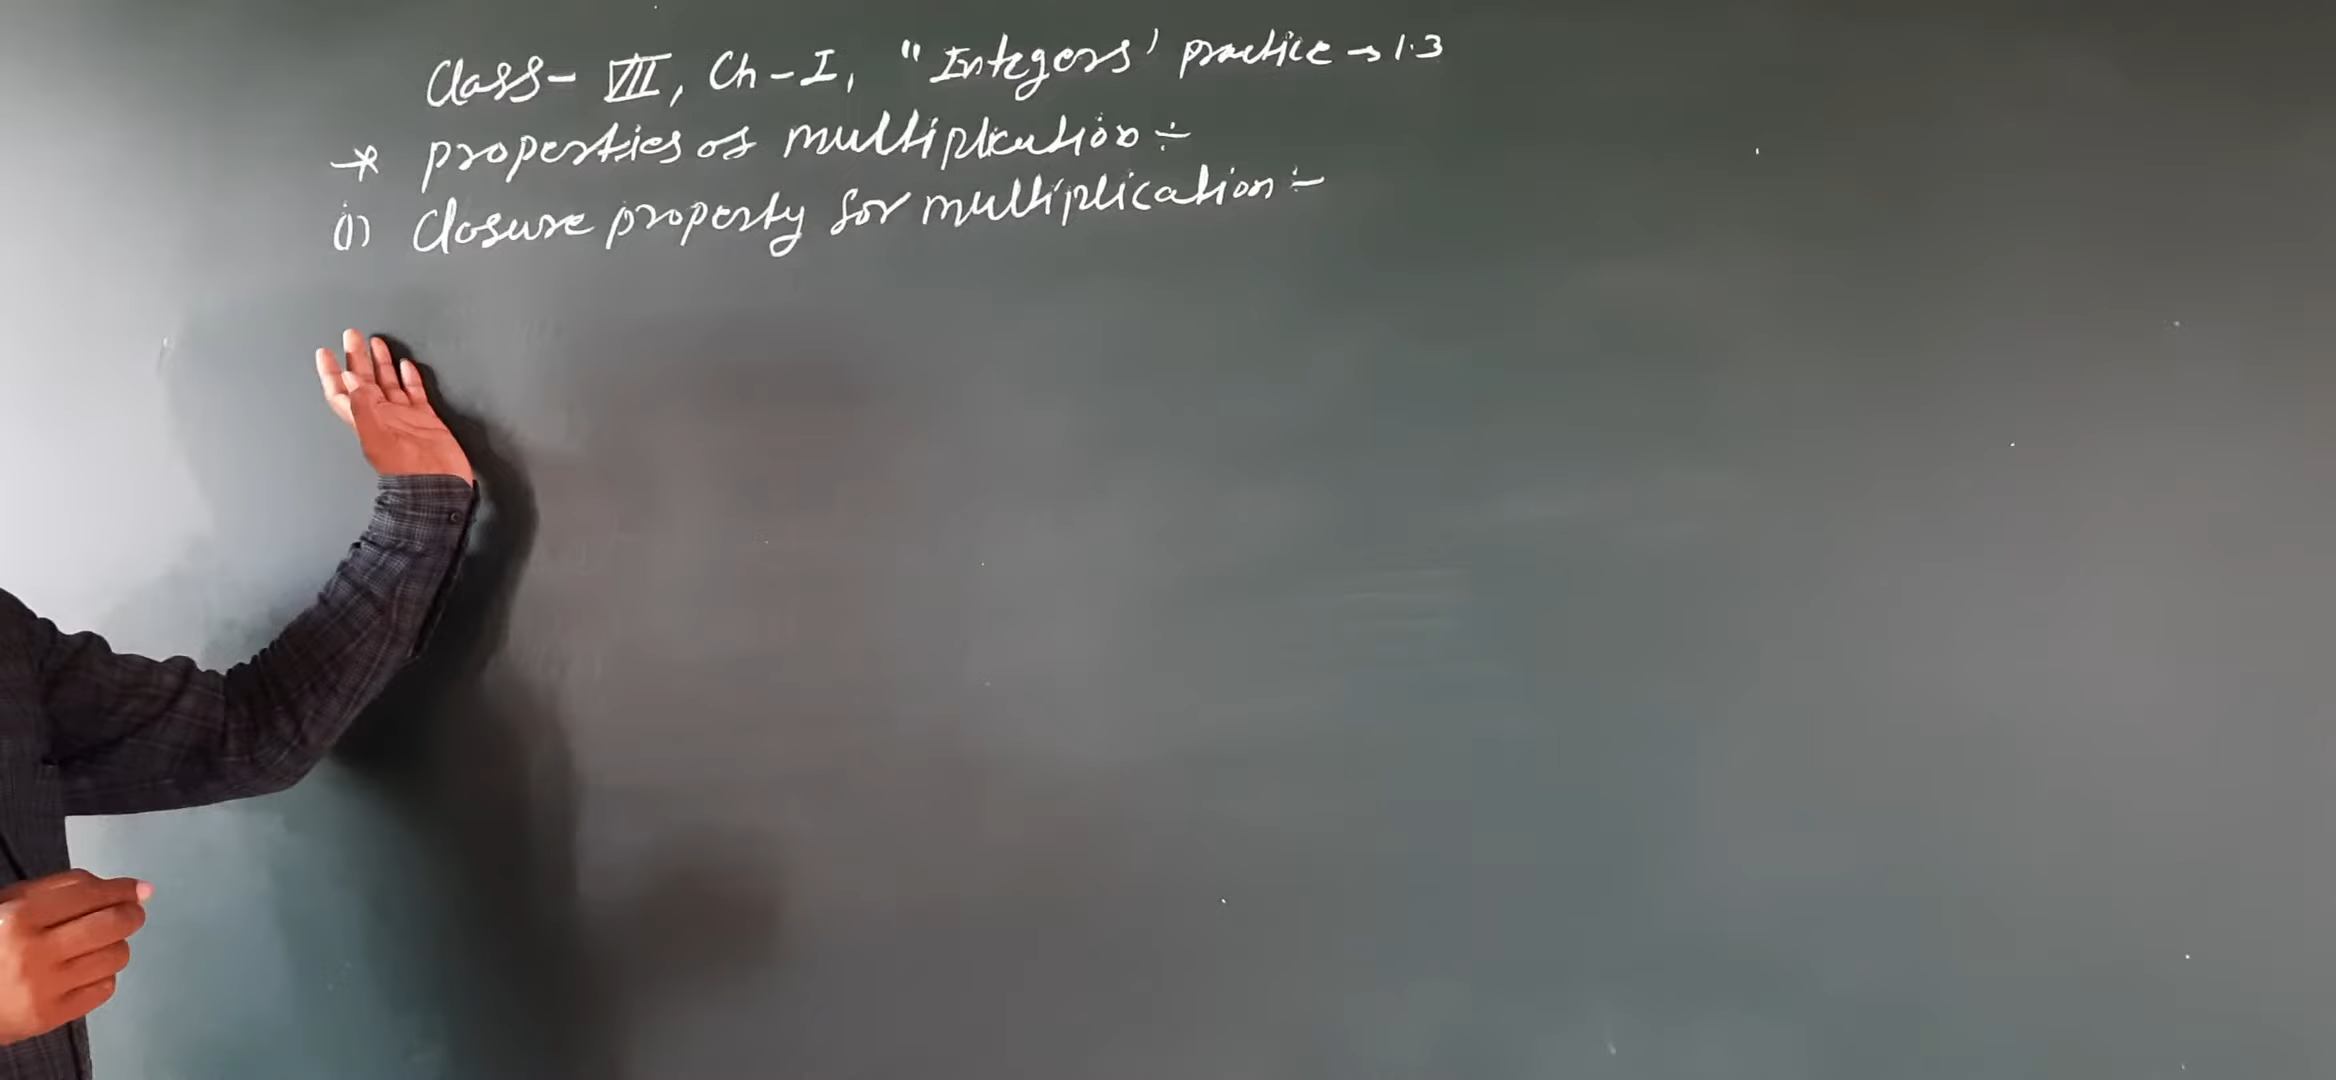 Class- VII, Ch-I, "Integers' practice → 1.3
* properties of multiplication ÷
(i) Closure property for multiplication :-